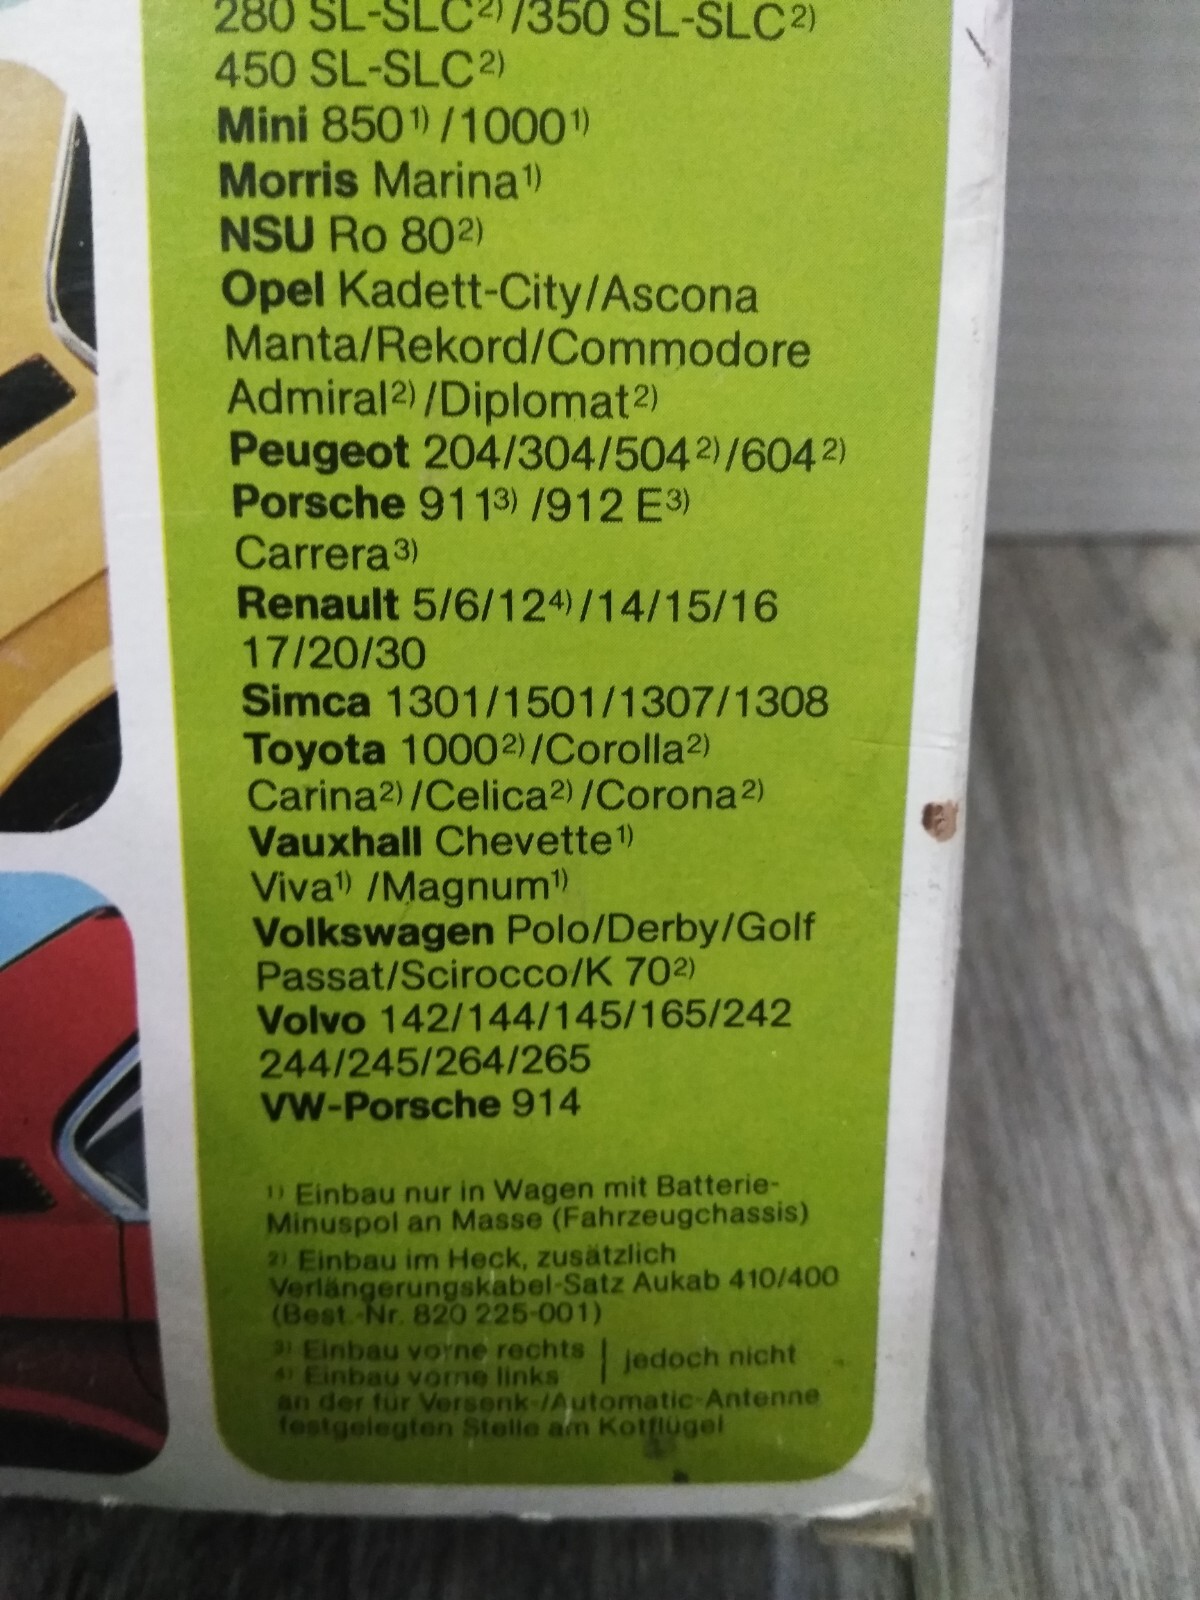 280 SL-SLC²⁾/350 SL-SLC²⁾
450 SL-SLC²⁾
Mini 850¹⁾/1000¹⁾
Morris Marina¹⁾
NSU Ro 80²⁾
Opel Kadett-City/Ascona
Manta/Rekord/Commodore
Admiral²⁾/Diplomat²⁾
Peugeot 204/304/504²⁾/604²⁾
Porsche 911³⁾/912 E³⁾
Carrera³⁾
Renault 5/6/12⁴⁾/14/15/16
17/20/30
Simca 1301/1501/1307/1308
Toyota 1000²⁾/Corolla²⁾
Carina²⁾/Celica²⁾/Corona²⁾
Vauxhall Chevette¹⁾
Viva¹⁾/Magnum¹⁾
Volkswagen Polo/Derby/Golf
Passat/Scirocco/K 70²⁾
Volvo 142/144/145/165/242
244/245/264/265
VW-Porsche 914
¹⁾ Einbau nur in Wagen mit Batterie-
Minuspol an Masse (Fahrzeugchassis)
²⁾ Einbau im Heck, zusätzlich
Verlängerungskabel-Satz Aukab 410/400
(Best.-Nr. 820 225-001)
³⁾ Einbau vorne rechts | jedoch nicht
⁴⁾ Einbau vorne links
an der für Versenk-/Automatic-Antenne
festgelegten Stelle am Kotflügel